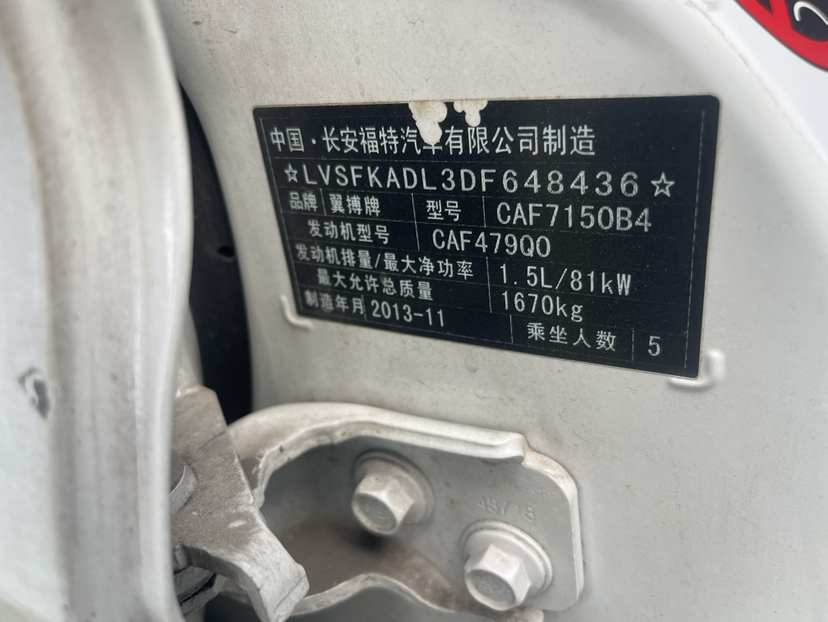 中国·长安福特汽车有限公司制造
☆LVSFKADL3DF648436☆
品牌 翼搏牌 型号 CAF7150B4
发动机型号 CAF479Q0
发动机排量/最大净功率 1.5L/81kW
最大允许总质量 1670kg
制造年月 2013-11 乘坐人数 5
48718